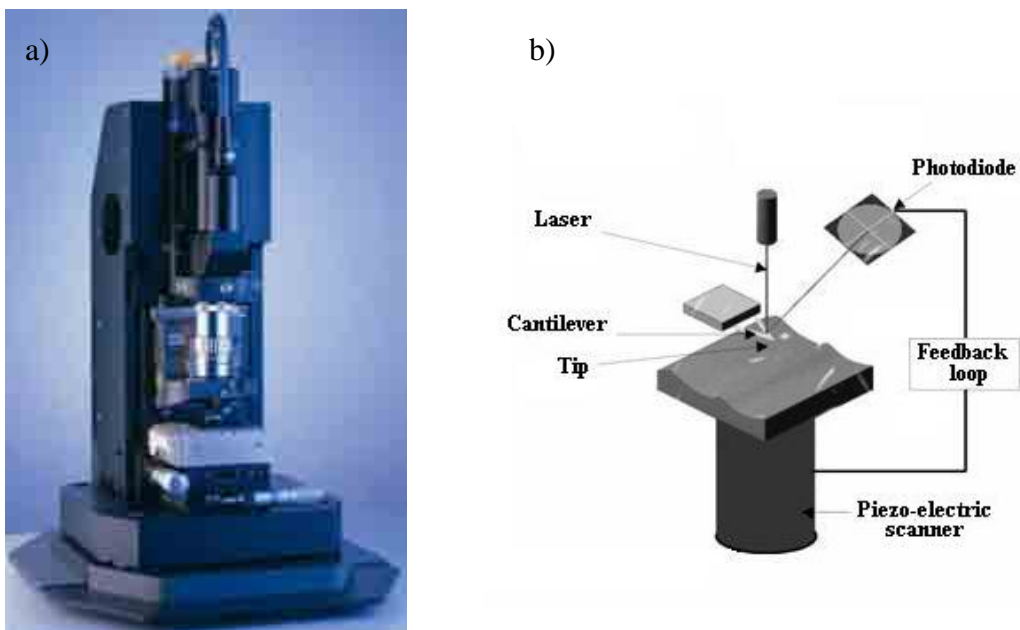 a)
b)
Photodiode
Laser
Cantilever
Tip
Feedback
loop
Piezo-electric
scanner